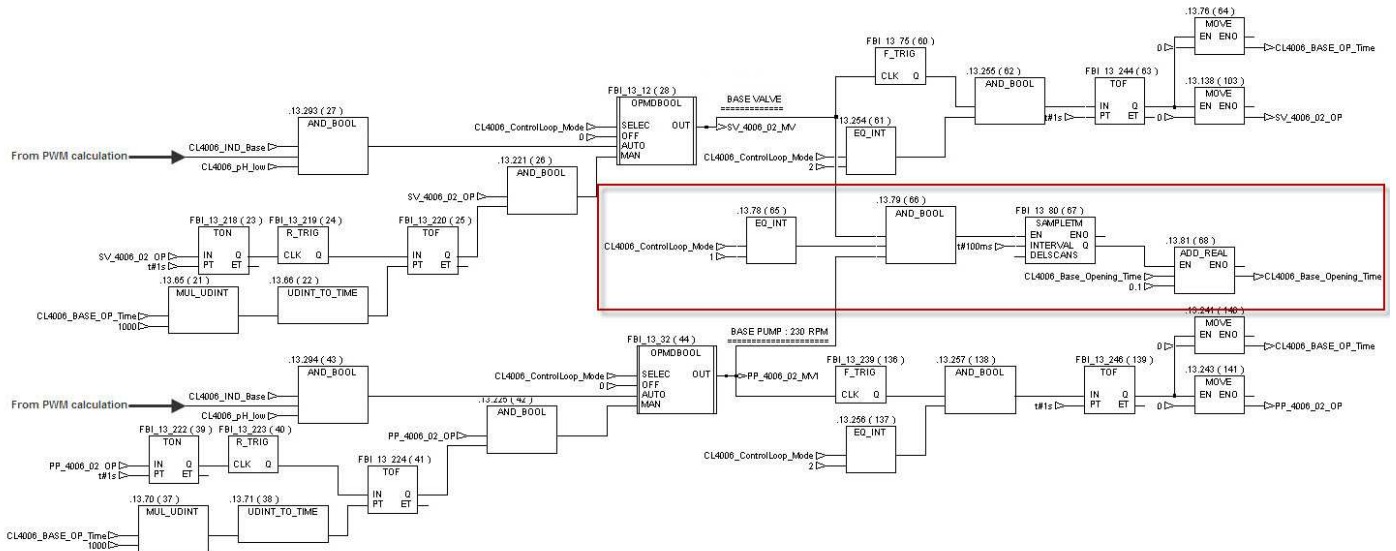 .13.76 ( 64 )
MOVE
EN ENO
0
CL4006_BASE_OP_Time
FBI_13_75 ( 60 )
F_TRIG
CLK Q
.13.255 ( 62 )
AND_BOOL
FBI_13_244 ( 63 )
TOF
IN Q
PT ET
t#1s
.13.138 ( 103 )
MOVE
EN ENO
0
SV_4006_02_OP
FBI_13_12 ( 28 )
OPMDBOOL
SELEC OUT
OFF
AUTO
MAN
CL4006_ControlLoop_Mode
0
BASE VALVE
============
SV_4006_02_MV
.13.254 ( 61 )
EQ_INT
CL4006_ControlLoop_Mode
2
.13.293 ( 27 )
AND_BOOL
From PWM calculation
CL4006_IND_Base
CL4006_pH_low
.13.221 ( 26 )
AND_BOOL
SV_4006_02_OP
FBI_13_218 ( 23 )
TON
IN Q
PT ET
SV_4006_02_OP
t#1s
FBI_13_219 ( 24 )
R_TRIG
CLK Q
FBI_13_220 ( 25 )
TOF
IN Q
PT ET
.13.65 ( 21 )
MUL_UDINT
.13.66 ( 22 )
UDINT_TO_TIME
CL4006_BASE_OP_Time
1000
.13.78 ( 65 )
EQ_INT
CL4006_ControlLoop_Mode
1
.13.79 ( 66 )
AND_BOOL
FBI_13_80 ( 67 )
SAMPLETM
EN ENO
INTERVAL Q
DELSCANS
t#100ms
.13.81 ( 68 )
ADD_REAL
EN ENO
CL4006_Base_Opening_Time
0.1
CL4006_Base_Opening_Time
.13.241 ( 140 )
MOVE
EN ENO
0
CL4006_BASE_OP_Time
FBI_13_32 ( 44 )
OPMDBOOL
SELEC OUT
OFF
AUTO
MAN
CL4006_ControlLoop_Mode
0
BASE PUMP : 230 RPM
===================
PP_4006_02_MV1
FBI_13_239 ( 136 )
F_TRIG
CLK Q
.13.257 ( 138 )
AND_BOOL
FBI_13_246 ( 139 )
TOF
IN Q
PT ET
t#1s
.13.243 ( 141 )
MOVE
EN ENO
0
PP_4006_02_OP
.13.256 ( 137 )
EQ_INT
CL4006_ControlLoop_Mode
2
.13.294 ( 43 )
AND_BOOL
From PWM calculation
CL4006_IND_Base
CL4006_pH_low
.13.225 ( 42 )
AND_BOOL
PP_4006_02_OP
FBI_13_222 ( 39 )
TON
IN Q
PT ET
PP_4006_02_OP
t#1s
FBI_13_223 ( 40 )
R_TRIG
CLK Q
FBI_13_224 ( 41 )
TOF
IN Q
PT ET
.13.70 ( 37 )
MUL_UDINT
.13.71 ( 38 )
UDINT_TO_TIME
CL4006_BASE_OP_Time
1000